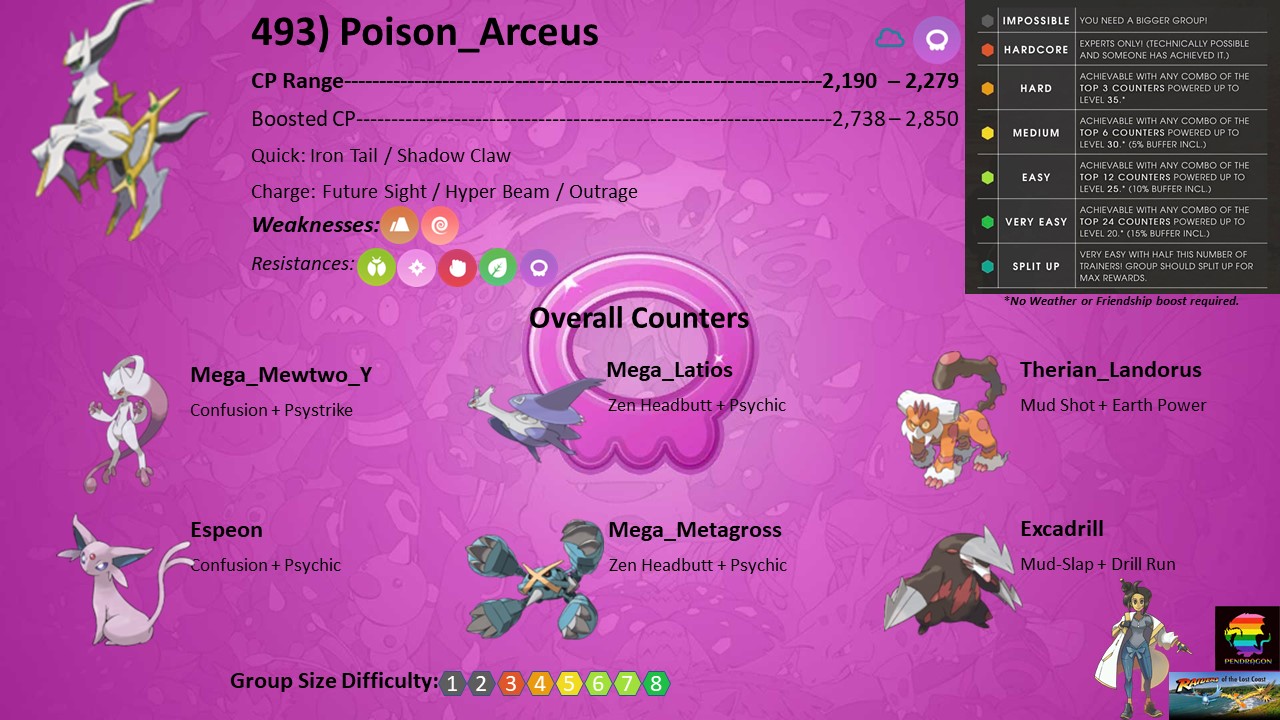 493) Poison_Arceus
CP Range--------------------------------------------------------------------2,190 – 2,279
Boosted CP--------------------------------------------------------------------2,738 – 2,850
Quick: Iron Tail / Shadow Claw
Charge: Future Sight / Hyper Beam / Outrage
Weaknesses:
Resistances:
IMPOSSIBLE YOU NEED A BIGGER GROUP!
HARDCORE EXPERTS ONLY! (TECHNICALLY POSSIBLE
AND SOMEONE HAS ACHIEVED IT.)
HARD ACHIEVABLE WITH ANY COMBO OF THE
TOP 3 COUNTERS POWERED UP TO
LEVEL 35.*
MEDIUM ACHIEVABLE WITH ANY COMBO OF THE
TOP 6 COUNTERS POWERED UP TO
LEVEL 30.* (5% BUFFER INCL.)
EASY ACHIEVABLE WITH ANY COMBO OF THE
TOP 12 COUNTERS POWERED UP TO
LEVEL 25.* (10% BUFFER INCL.)
VERY EASY ACHIEVABLE WITH ANY COMBO OF THE
TOP 24 COUNTERS POWERED UP TO
LEVEL 20.* (15% BUFFER INCL.)
SPLIT UP VERY EASY WITH HALF THIS NUMBER OF
TRAINERS! GROUP SHOULD SPLIT UP FOR
MAX REWARDS.
*No Weather or Friendship boost required.
Overall Counters
Mega_Mewtwo_Y
Confusion + Psystrike
Mega_Latios
Zen Headbutt + Psychic
Therian_Landorus
Mud Shot + Earth Power
Espeon
Confusion + Psychic
Mega_Metagross
Zen Headbutt + Psychic
Excadrill
Mud-Slap + Drill Run
Group Size Difficulty: 1 2 3 4 5 6 7 8
PENDRAGON
RAIDERS of the Lost Coast